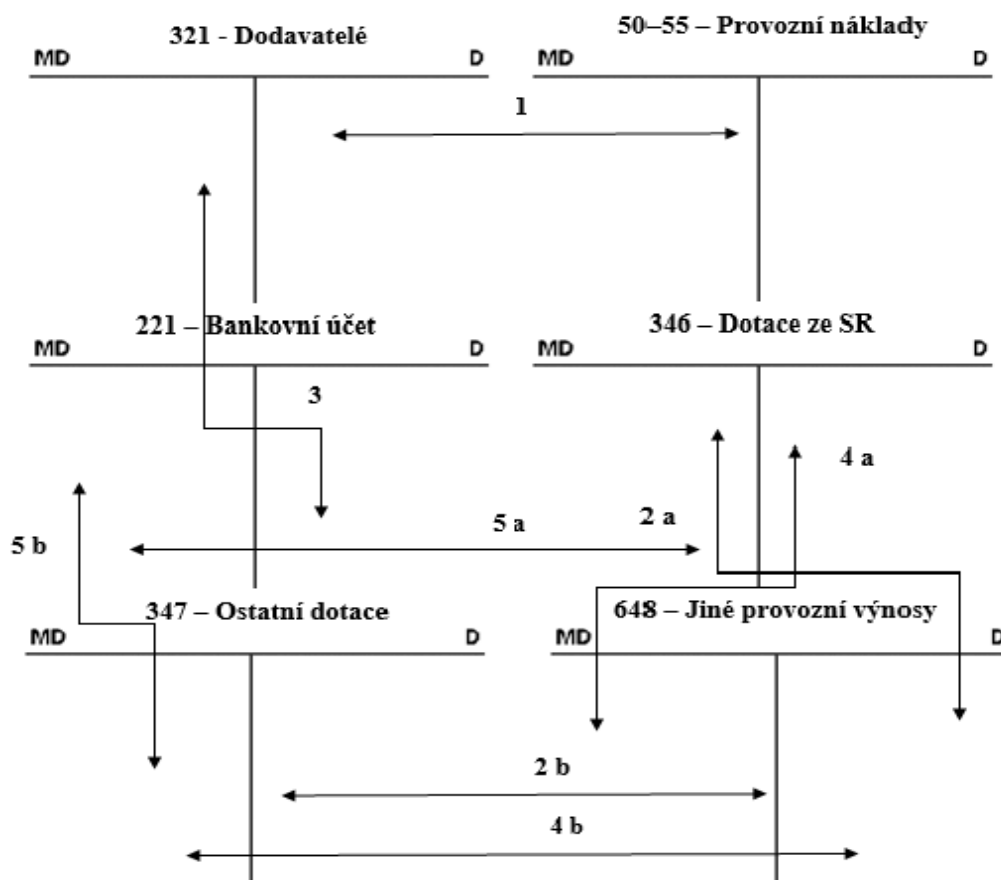 321 - Dodavatelé
50–55 – Provozní náklady
MD D MD D
1
221 – Bankovní účet
346 – Dotace ze SR
MD D MD D
3
4 a
5 b
5 a
2 a
347 – Ostatní dotace
648 – Jiné provozní výnosy
MD D MD D
2 b
4 b